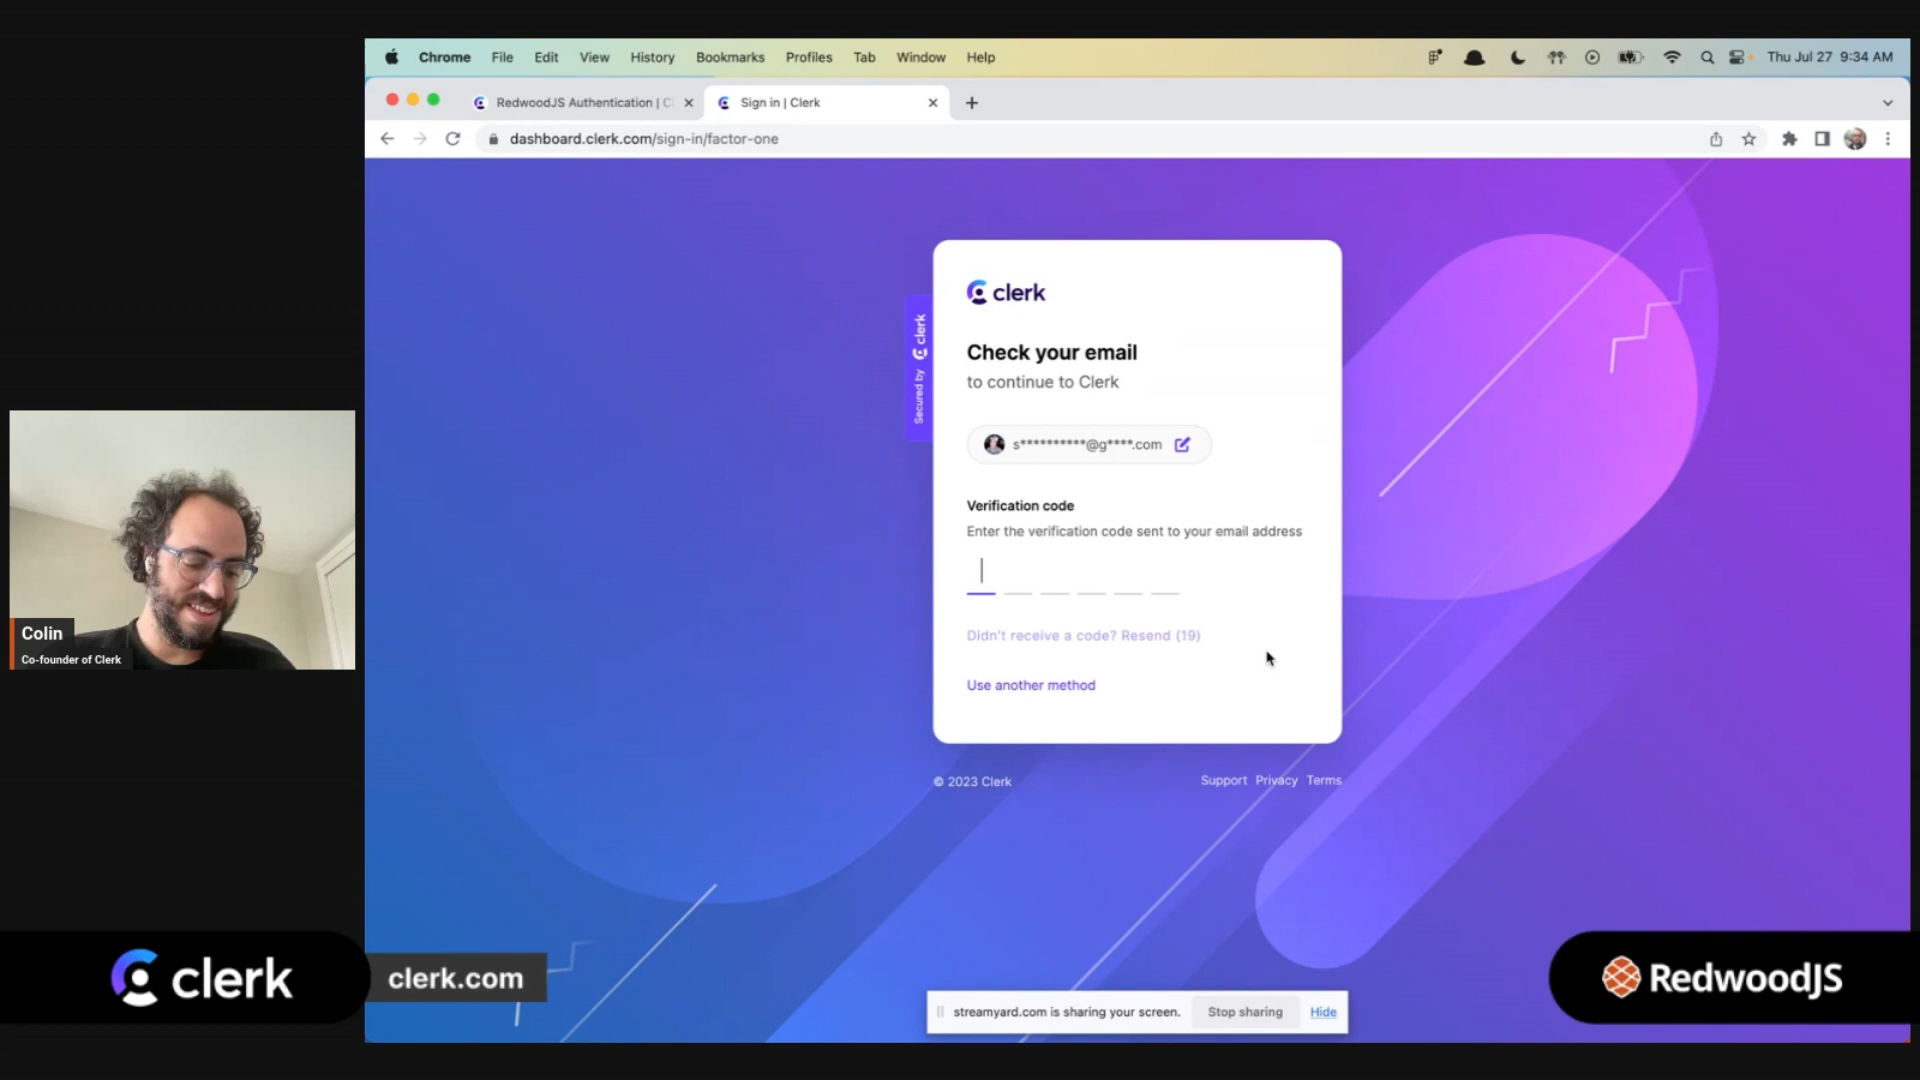 Chrome File Edit View History Bookmarks Profiles Tab Window Help
Thu Jul 27 9:34 AM
RedwoodJS Authentication | C
Sign in | Clerk
dashboard.clerk.com/sign-in/factor-one
clerk
Secured by clerk
Check your email
to continue to Clerk
s**********@g****.com
Verification code
Enter the verification code sent to your email address
Didn't receive a code? Resend (19)
Use another method
© 2023 Clerk
Support Privacy Terms
Colin
Co-founder of Clerk
clerk
clerk.com
streamyard.com is sharing your screen. Stop sharing Hide
RedwoodJS